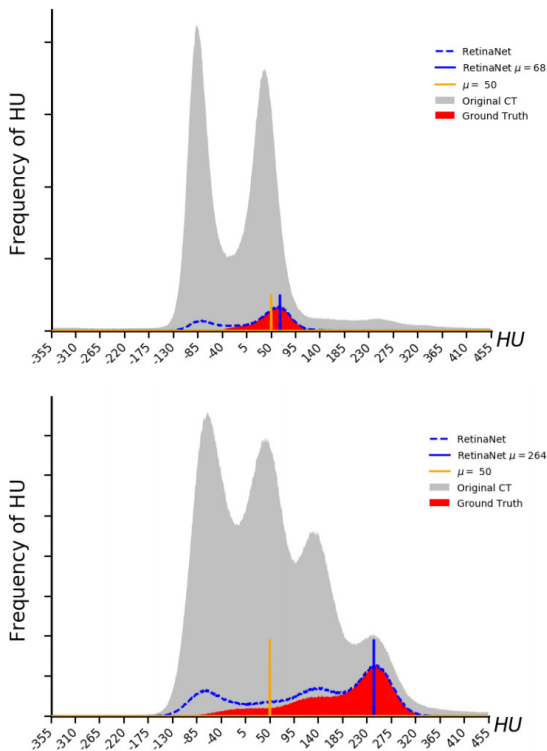 Frequency of HU
RetinaNet
RetinaNet μ = 68
μ = 50
Original CT
Ground Truth
-355 -310 -265 -220 -175 -130 -85 -40 5 50 95 140 185 230 275 320 365 410 455 HU
Frequency of HU
RetinaNet
RetinaNet μ = 264
μ = 50
Original CT
Ground Truth
-355 -310 -265 -220 -175 -130 -85 -40 5 50 95 140 185 230 275 320 365 410 455 HU